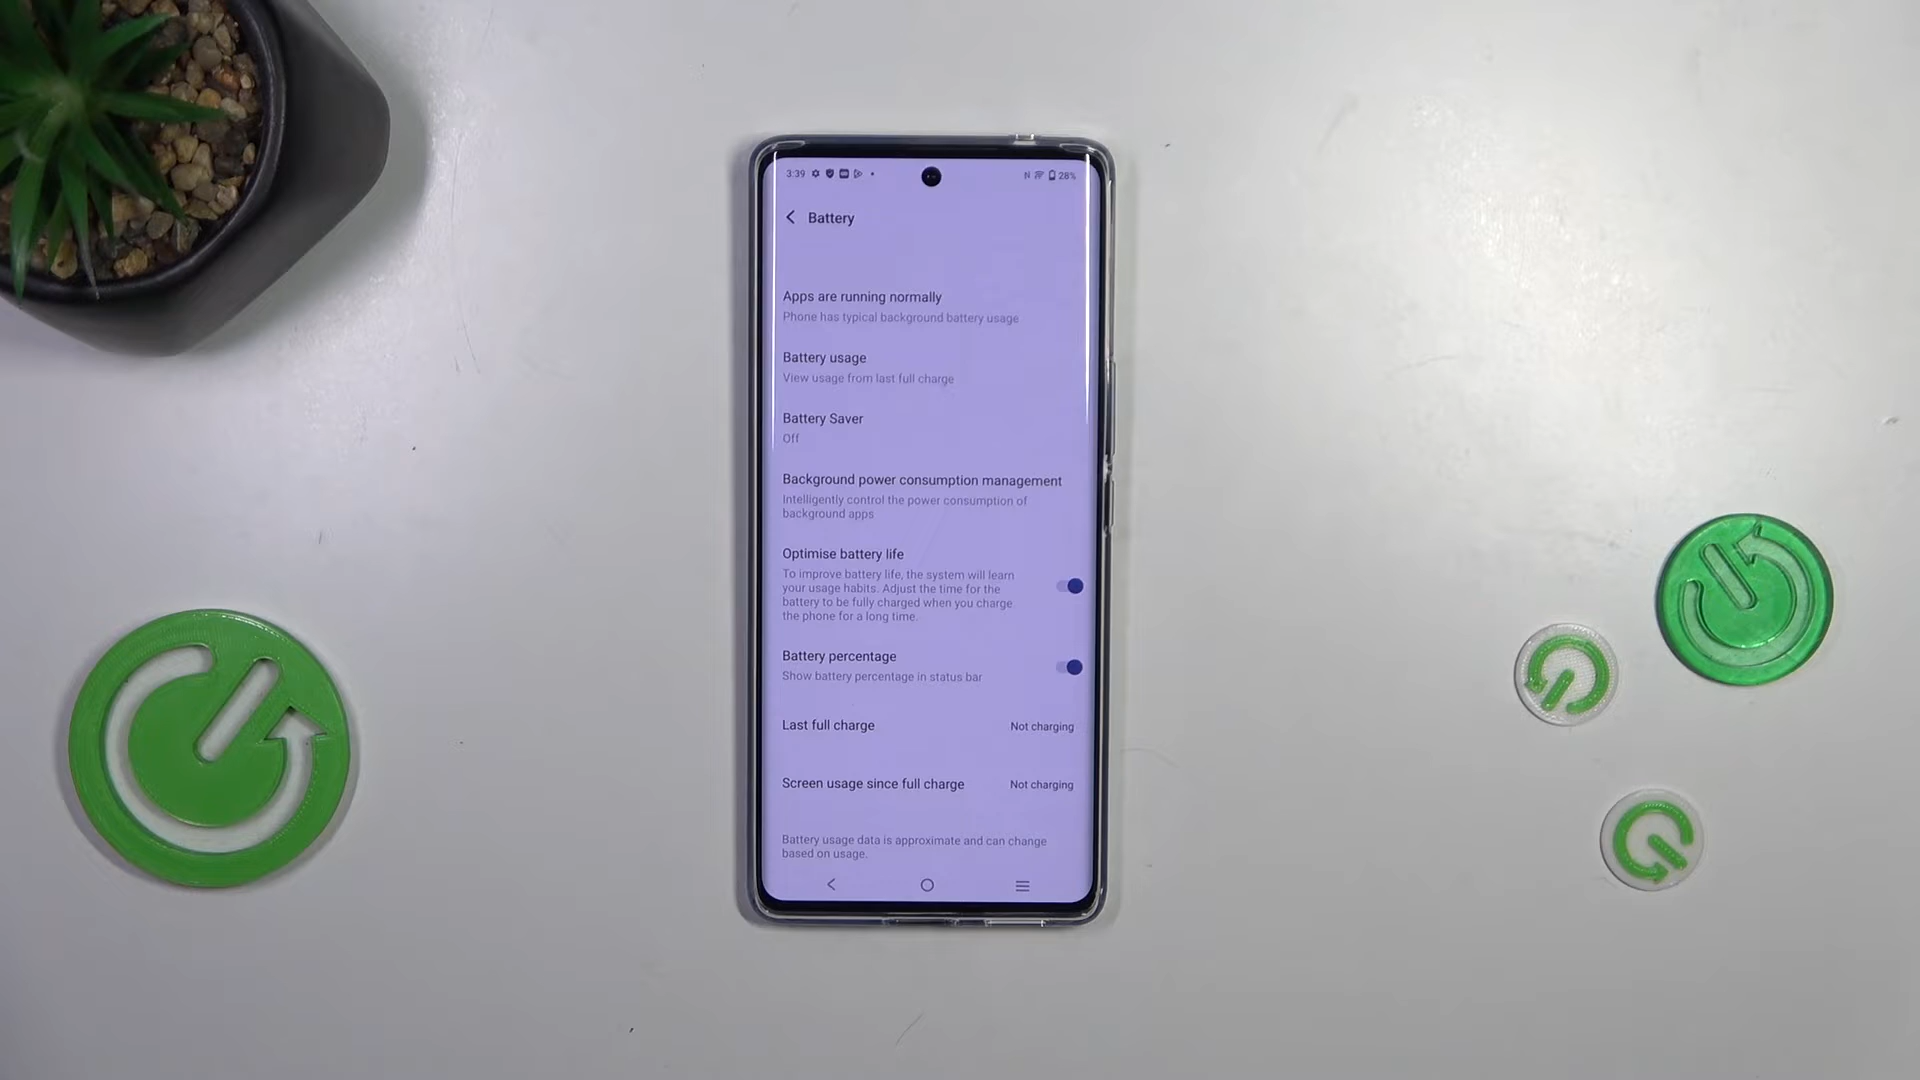 3:39
28%
Battery
Apps are running normally
Phone has typical background battery usage
Battery usage
View usage from last full charge
Battery Saver
Off
Background power consumption management
Intelligently control the power consumption of
background apps
Optimise battery life
To improve battery life, the system will learn
your usage habits. Adjust the time for the
battery to be fully charged when you charge
the phone for a long time.
Battery percentage
Show battery percentage in status bar
Last full charge
Not charging
Screen usage since full charge
Not charging
Battery usage data is approximate and can change
based on usage.